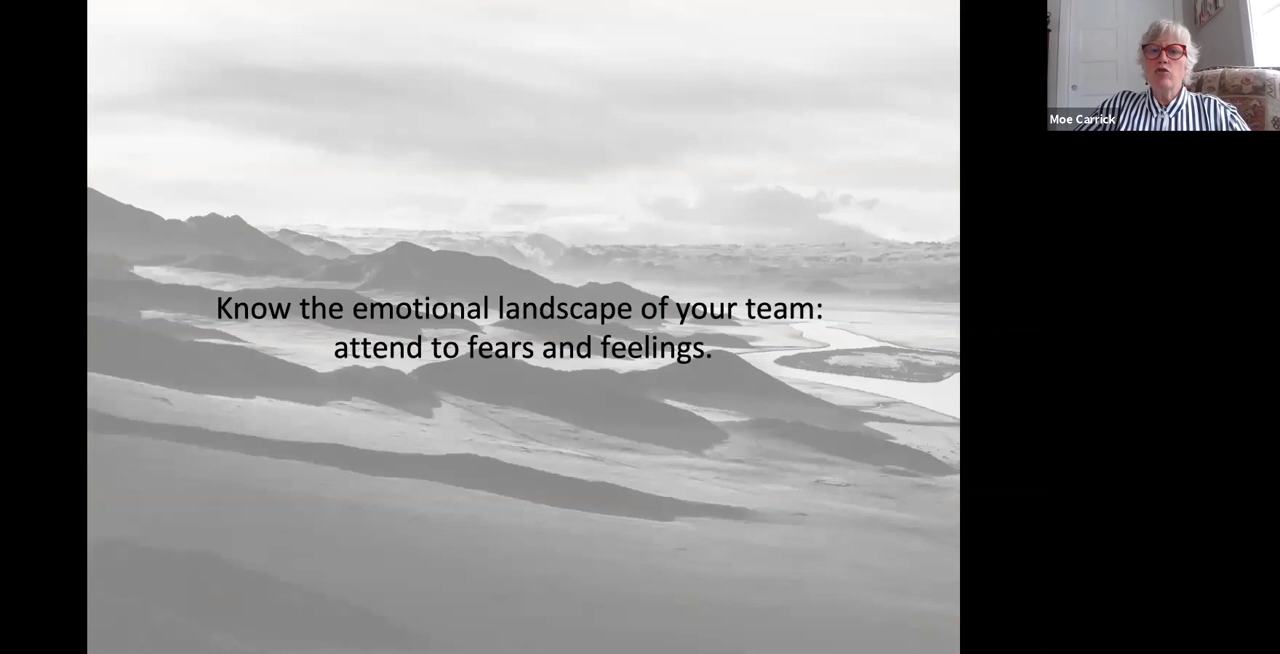 Know the emotional landscape of your team:
attend to fears and feelings.
Moe Carrick